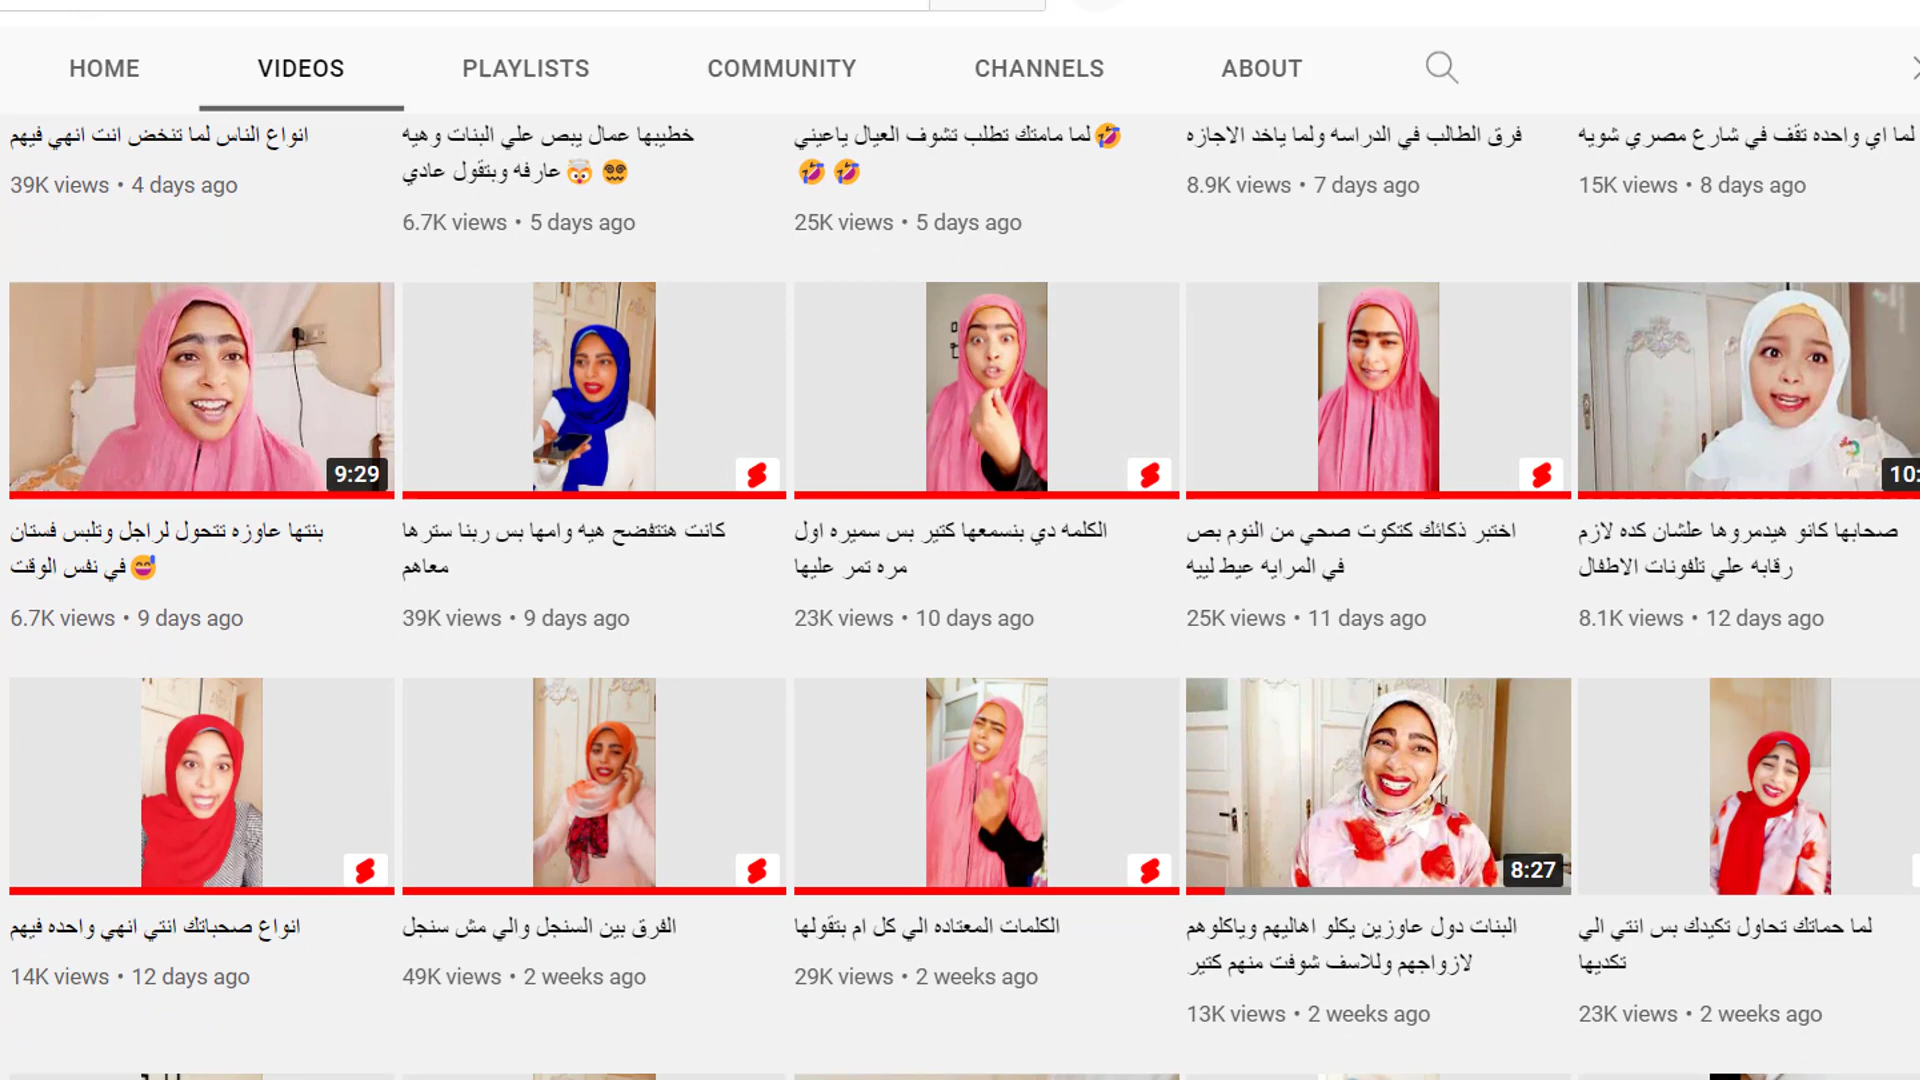 HOME VIDEOS PLAYLISTS COMMUNITY CHANNELS ABOUT
انواع الناس لما تنخض انت انهي فيهم
39K views • 4 days ago
خطيبها عمال يبص علي البنات وهيه
عارفه وبتقول عادي 🤯 😵‍💫
6.7K views • 5 days ago
لما مامتك تطلب تشوف العيال ياعيني🤣
🤣 🤣
25K views • 5 days ago
فرق الطالب في الدراسه ولما ياخد الاجازه
8.9K views • 7 days ago
لما اي واحده تقف في شارع مصري شويه
15K views • 8 days ago
9:29
بنتها عاوزه تتحول لراجل وتلبس فستان
في نفس الوقت😅
6.7K views • 9 days ago
كانت هتتفضح هيه وامها بس ربنا سترها
معاهم
39K views • 9 days ago
الكلمه دي بنسمعها كتير بس سميره اول
مره تمر عليها
23K views • 10 days ago
اختبر ذكائك كتكوت صحي من النوم بص
في المرايه عيط لييه
25K views • 11 days ago
10:
صحابها كانو هيدمروها علشان كده لازم
رقابه علي تلفونات الاطفال
8.1K views • 12 days ago
انواع صحباتك انتي انهي واحده فيهم
14K views • 12 days ago
الفرق بين السنجل والي مش سنجل
49K views • 2 weeks ago
الكلمات المعتاده الي كل ام بتقولها
29K views • 2 weeks ago
8:27
البنات دول عاوزين يكلو اهاليهم وياكلوهم
لازواجهم وللاسف شوفت منهم كتير
13K views • 2 weeks ago
لما حماتك تحاول تكيدك بس انتي الي
تكديها
23K views • 2 weeks ago